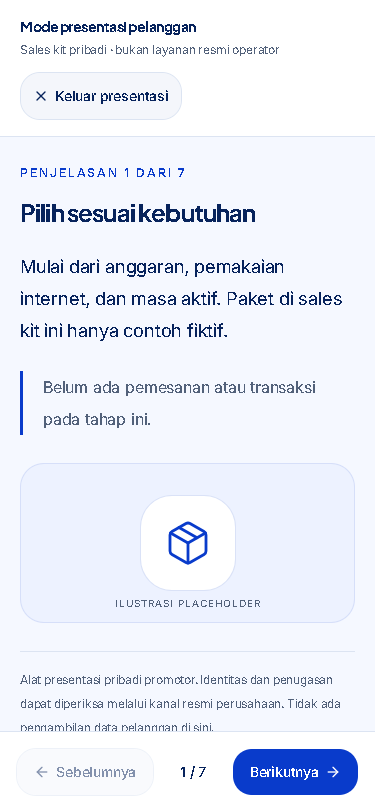 Mode presentasi pelanggan
Sales kit pribadi · bukan layanan resmi operator
Keluar presentasi
PENJELASAN 1 DARI 7
Pilih sesuai kebutuhan
Mulai dari anggaran, pemakaian
internet, dan masa aktif. Paket di sales
kit ini hanya contoh fiktif.
Belum ada pemesanan atau transaksi
pada tahap ini.
ILUSTRASI PLACEHOLDER
Alat presentasi pribadi promotor. Identitas dan penugasan
dapat diperiksa melalui kanal resmi perusahaan. Tidak ada
pengambilan data pelanggan di sini.
Sebelumnya
1 / 7
Berikutnya